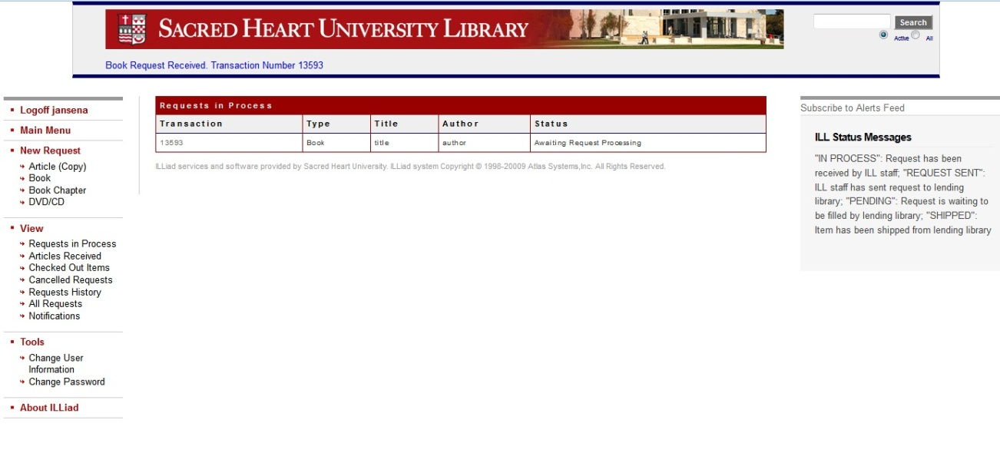 SACRED HEART UNIVERSITY LIBRARY
Search
Active All
Book Request Received. Transaction Number 13593
Logoff jansena
Main Menu
New Request
Article (Copy)
Book
Book Chapter
DVD/CD
View
Requests in Process
Articles Received
Checked Out Items
Cancelled Requests
Requests History
All Requests
Notifications
Tools
Change User
Information
Change Password
About ILLiad
Requests in Process
Transaction Type Title Author Status
13593 Book title author Awaiting Request Processing
ILLiad services and software provided by Sacred Heart University. ILLiad system Copyright © 1998-20009 Atlas Systems,Inc. All Rights Reserved.
Subscribe to Alerts Feed
ILL Status Messages
"IN PROCESS": Request has been
received by ILL staff; "REQUEST SENT":
ILL staff has sent request to lending
library; "PENDING": Request is waiting to
be filled by lending library; "SHIPPED":
Item has been shipped from lending library